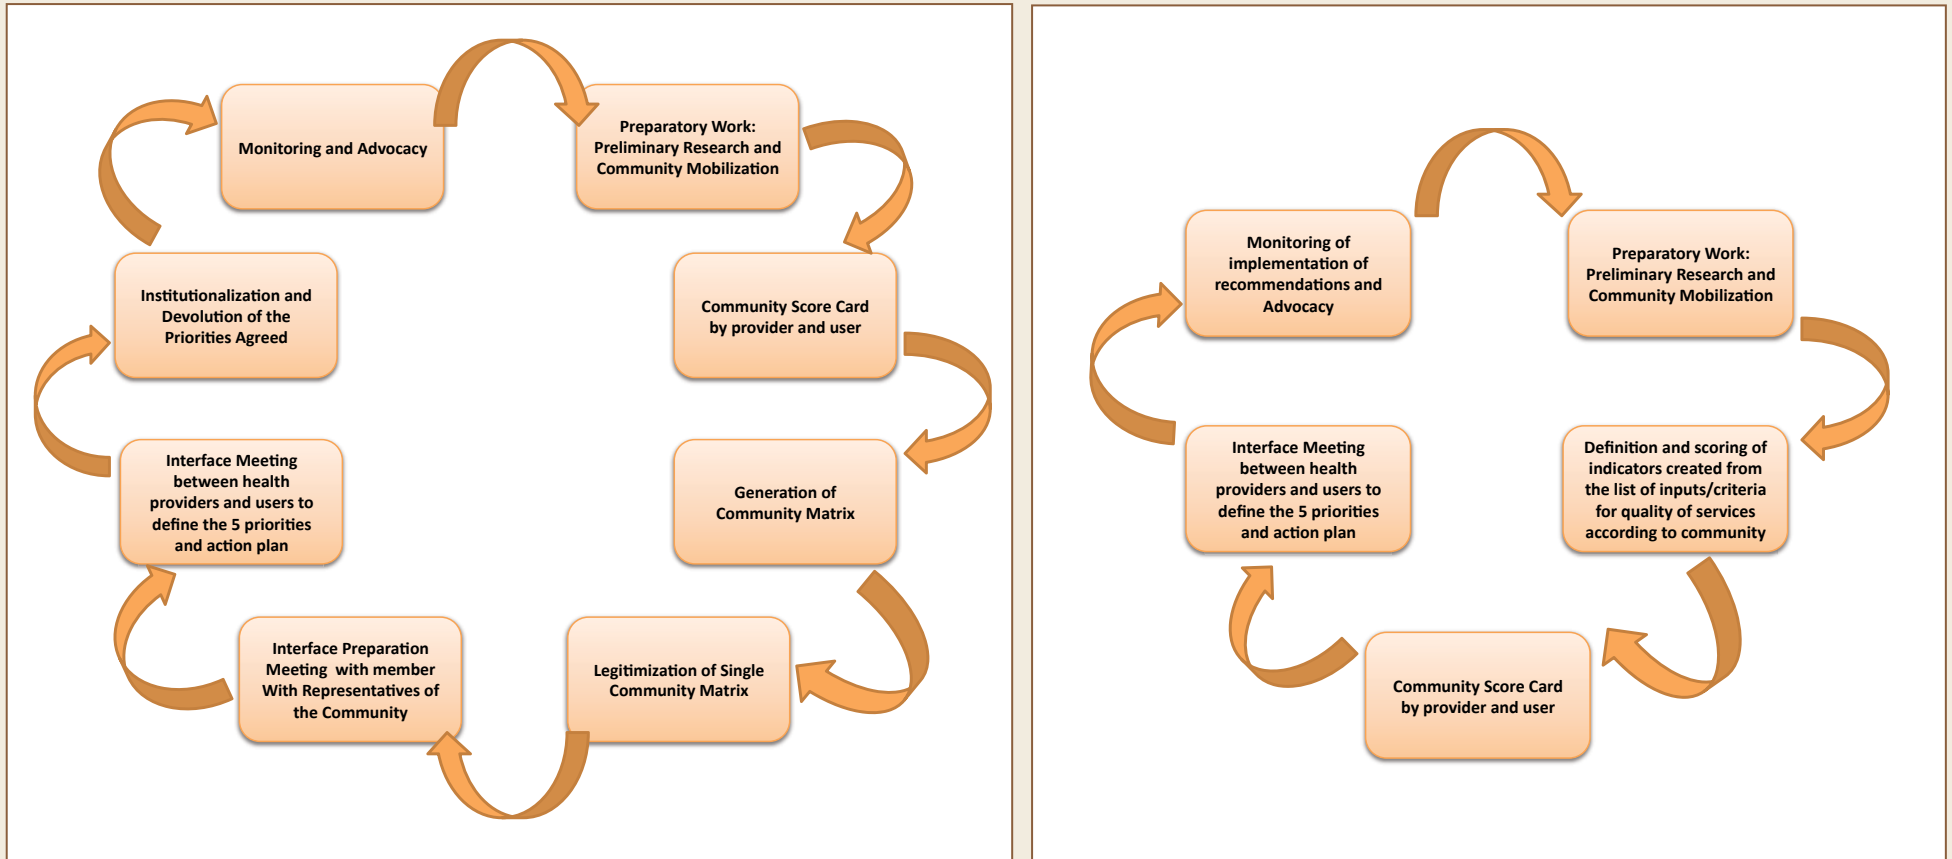 Monitoring and Advocacy
Preparatory Work:
Preliminary Research and
Community Mobilization
Community Score Card
by provider and user
Generation of
Community Matrix
Legitimization of Single
Community Matrix
Interface Preparation
Meeting with member
With Representatives of
the Community
Interface Meeting
between health
providers and users to
define the 5 priorities
and action plan
Institutionalization and
Devolution of the
Priorities Agreed
Monitoring of
implementation of
recommendations and
Advocacy
Preparatory Work:
Preliminary Research and
Community Mobilization
Definition and scoring of
indicators created from
the list of inputs/criteria
for quality of services
according to community
Community Score Card
by provider and user
Interface Meeting
between health
providers and users to
define the 5 priorities
and action plan